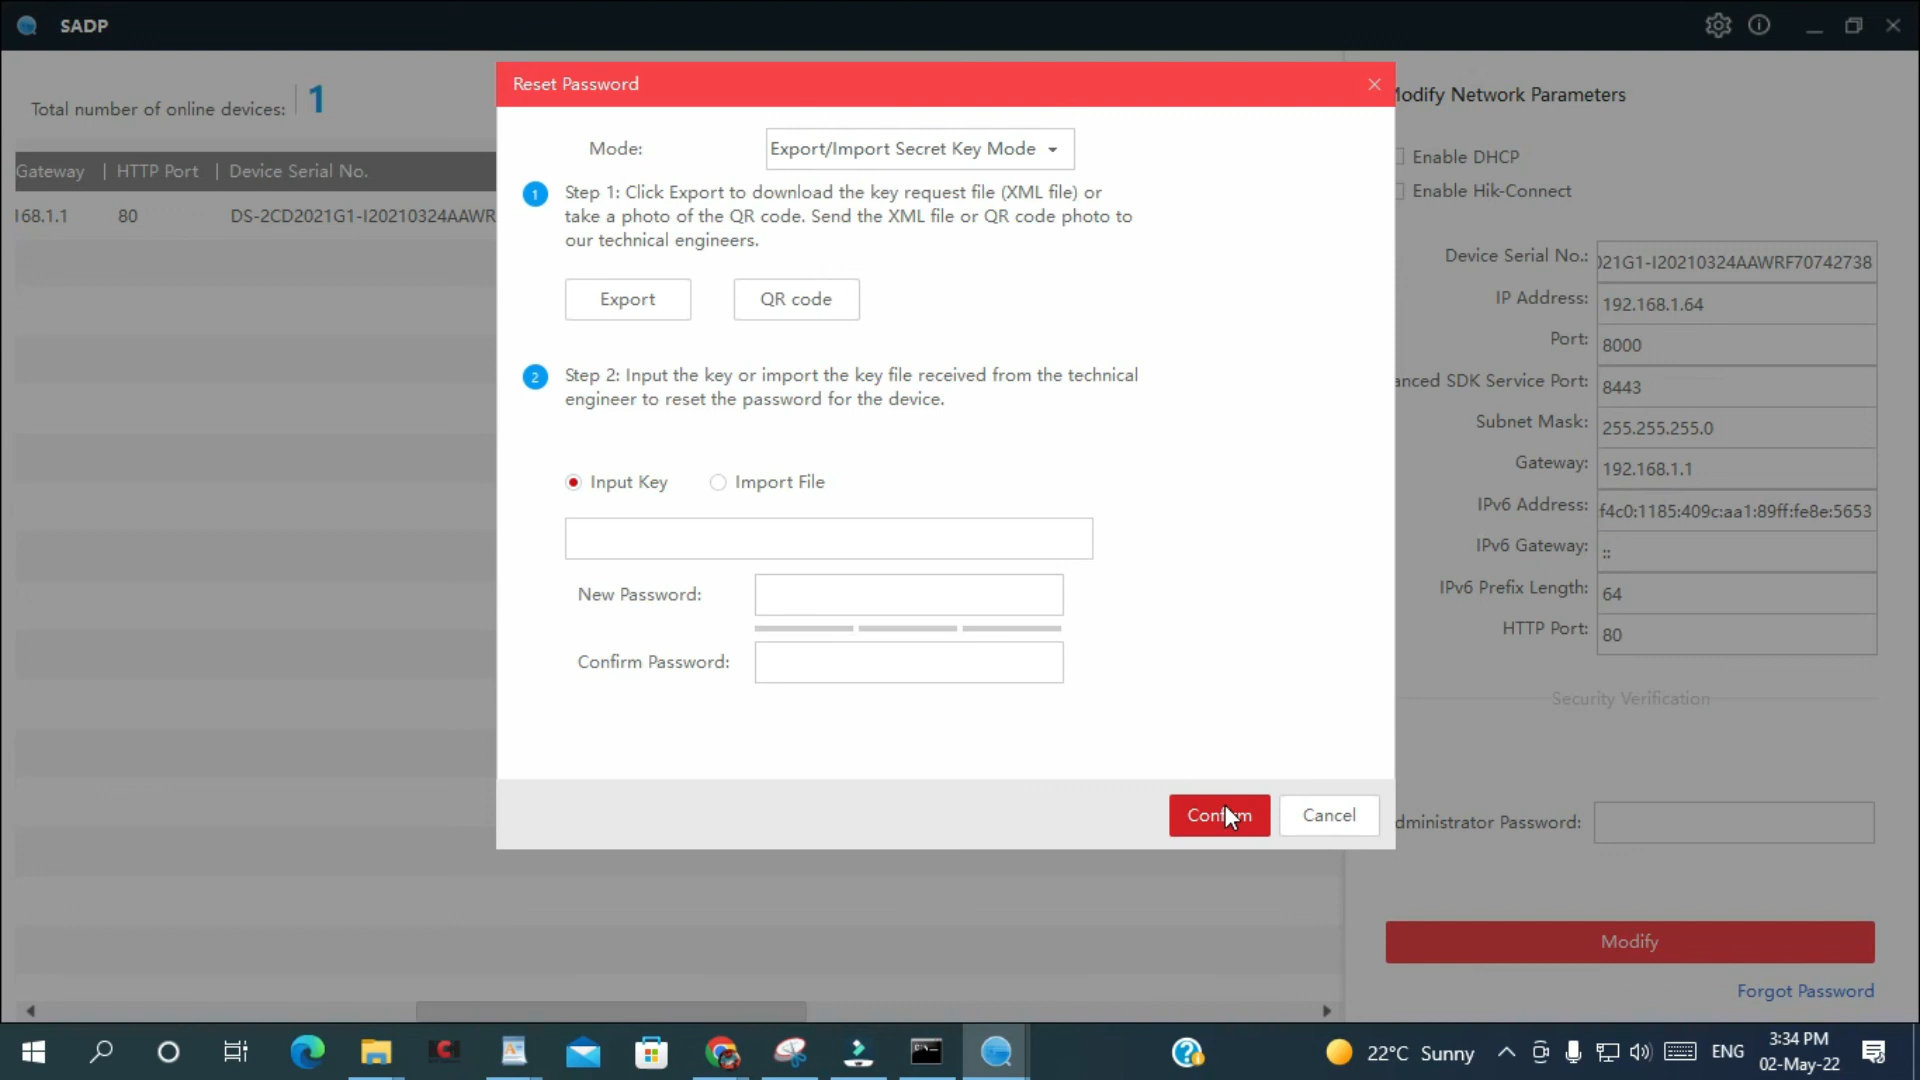 SADP
Total number of online devices: 1
Gateway | HTTP Port | Device Serial No.
168.1.1 80 DS-2CD2021G1-I20210324AAWR
Reset Password
Mode: Export/Import Secret Key Mode
1 Step 1: Click Export to download the key request file (XML file) or
take a photo of the QR code. Send the XML file or QR code photo to
our technical engineers.
Export QR code
2 Step 2: Input the key or import the key file received from the technical
engineer to reset the password for the device.
Input Key Import File
New Password:
Confirm Password:
Confirm Cancel
Modify Network Parameters
Enable DHCP
Enable Hik-Connect
Device Serial No.: 021G1-I20210324AAWRF70742738
IP Address: 192.168.1.64
Port: 8000
anced SDK Service Port: 8443
Subnet Mask: 255.255.255.0
Gateway: 192.168.1.1
IPv6 Address: f4c0:1185:409c:aa1:89ff:fe8e:5653
IPv6 Gateway: ::
IPv6 Prefix Length: 64
HTTP Port: 80
Security Verification
dministrator Password:
Modify
Forgot Password
22°C Sunny ENG 3:34 PM
02-May-22